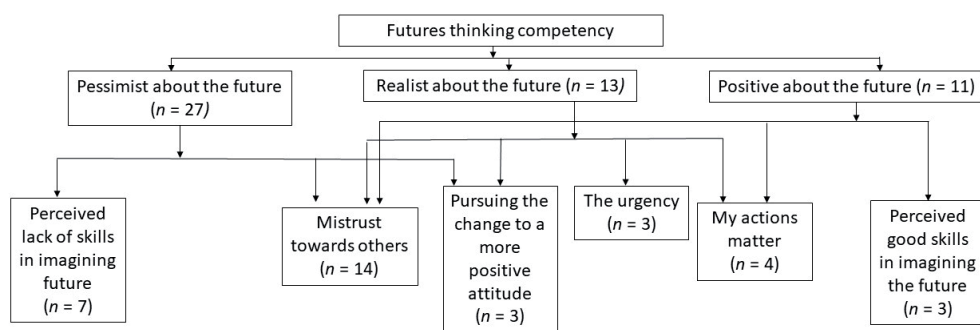 Futures thinking competency
Pessimist about the future
(n = 27)
Realist about the future (n = 13)
Positive about the future (n = 11)
Perceived
lack of skills
in imagining
future
(n = 7)
Mistrust
towards others
(n = 14)
Pursuing the
change to a
more
positive
attitude
(n = 3)
The urgency
(n = 3)
My actions
matter
(n = 4)
Perceived
good skills
in imagining
the future
(n = 3)